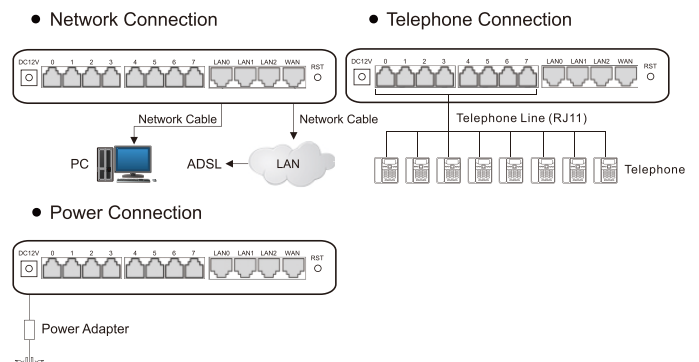 ● Network Connection
DC12V 0 1 2 3 4 5 6 7 LAN0 LAN1 LAN2 WAN RST
Network Cable
Network Cable
PC
ADSL
LAN
● Telephone Connection
DC12V 0 1 2 3 4 5 6 7 LAN0 LAN1 LAN2 WAN RST
Telephone Line (RJ11)
Telephone
● Power Connection
DC12V 0 1 2 3 4 5 6 7 LAN0 LAN1 LAN2 WAN RST
Power Adapter